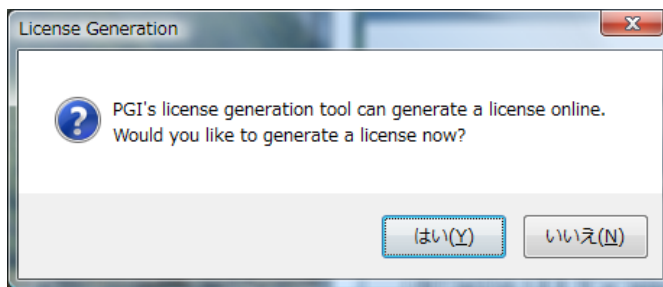 License Generation
PGI's license generation tool can generate a license online.
Would you like to generate a license now?
はい(Y)
いいえ(N)